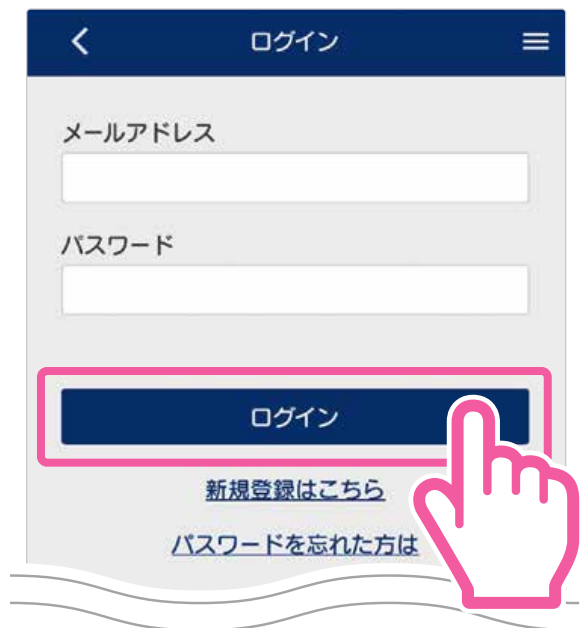 ログイン
メールアドレス
パスワード
ログイン
新規登録はこちら
パスワードを忘れた方は